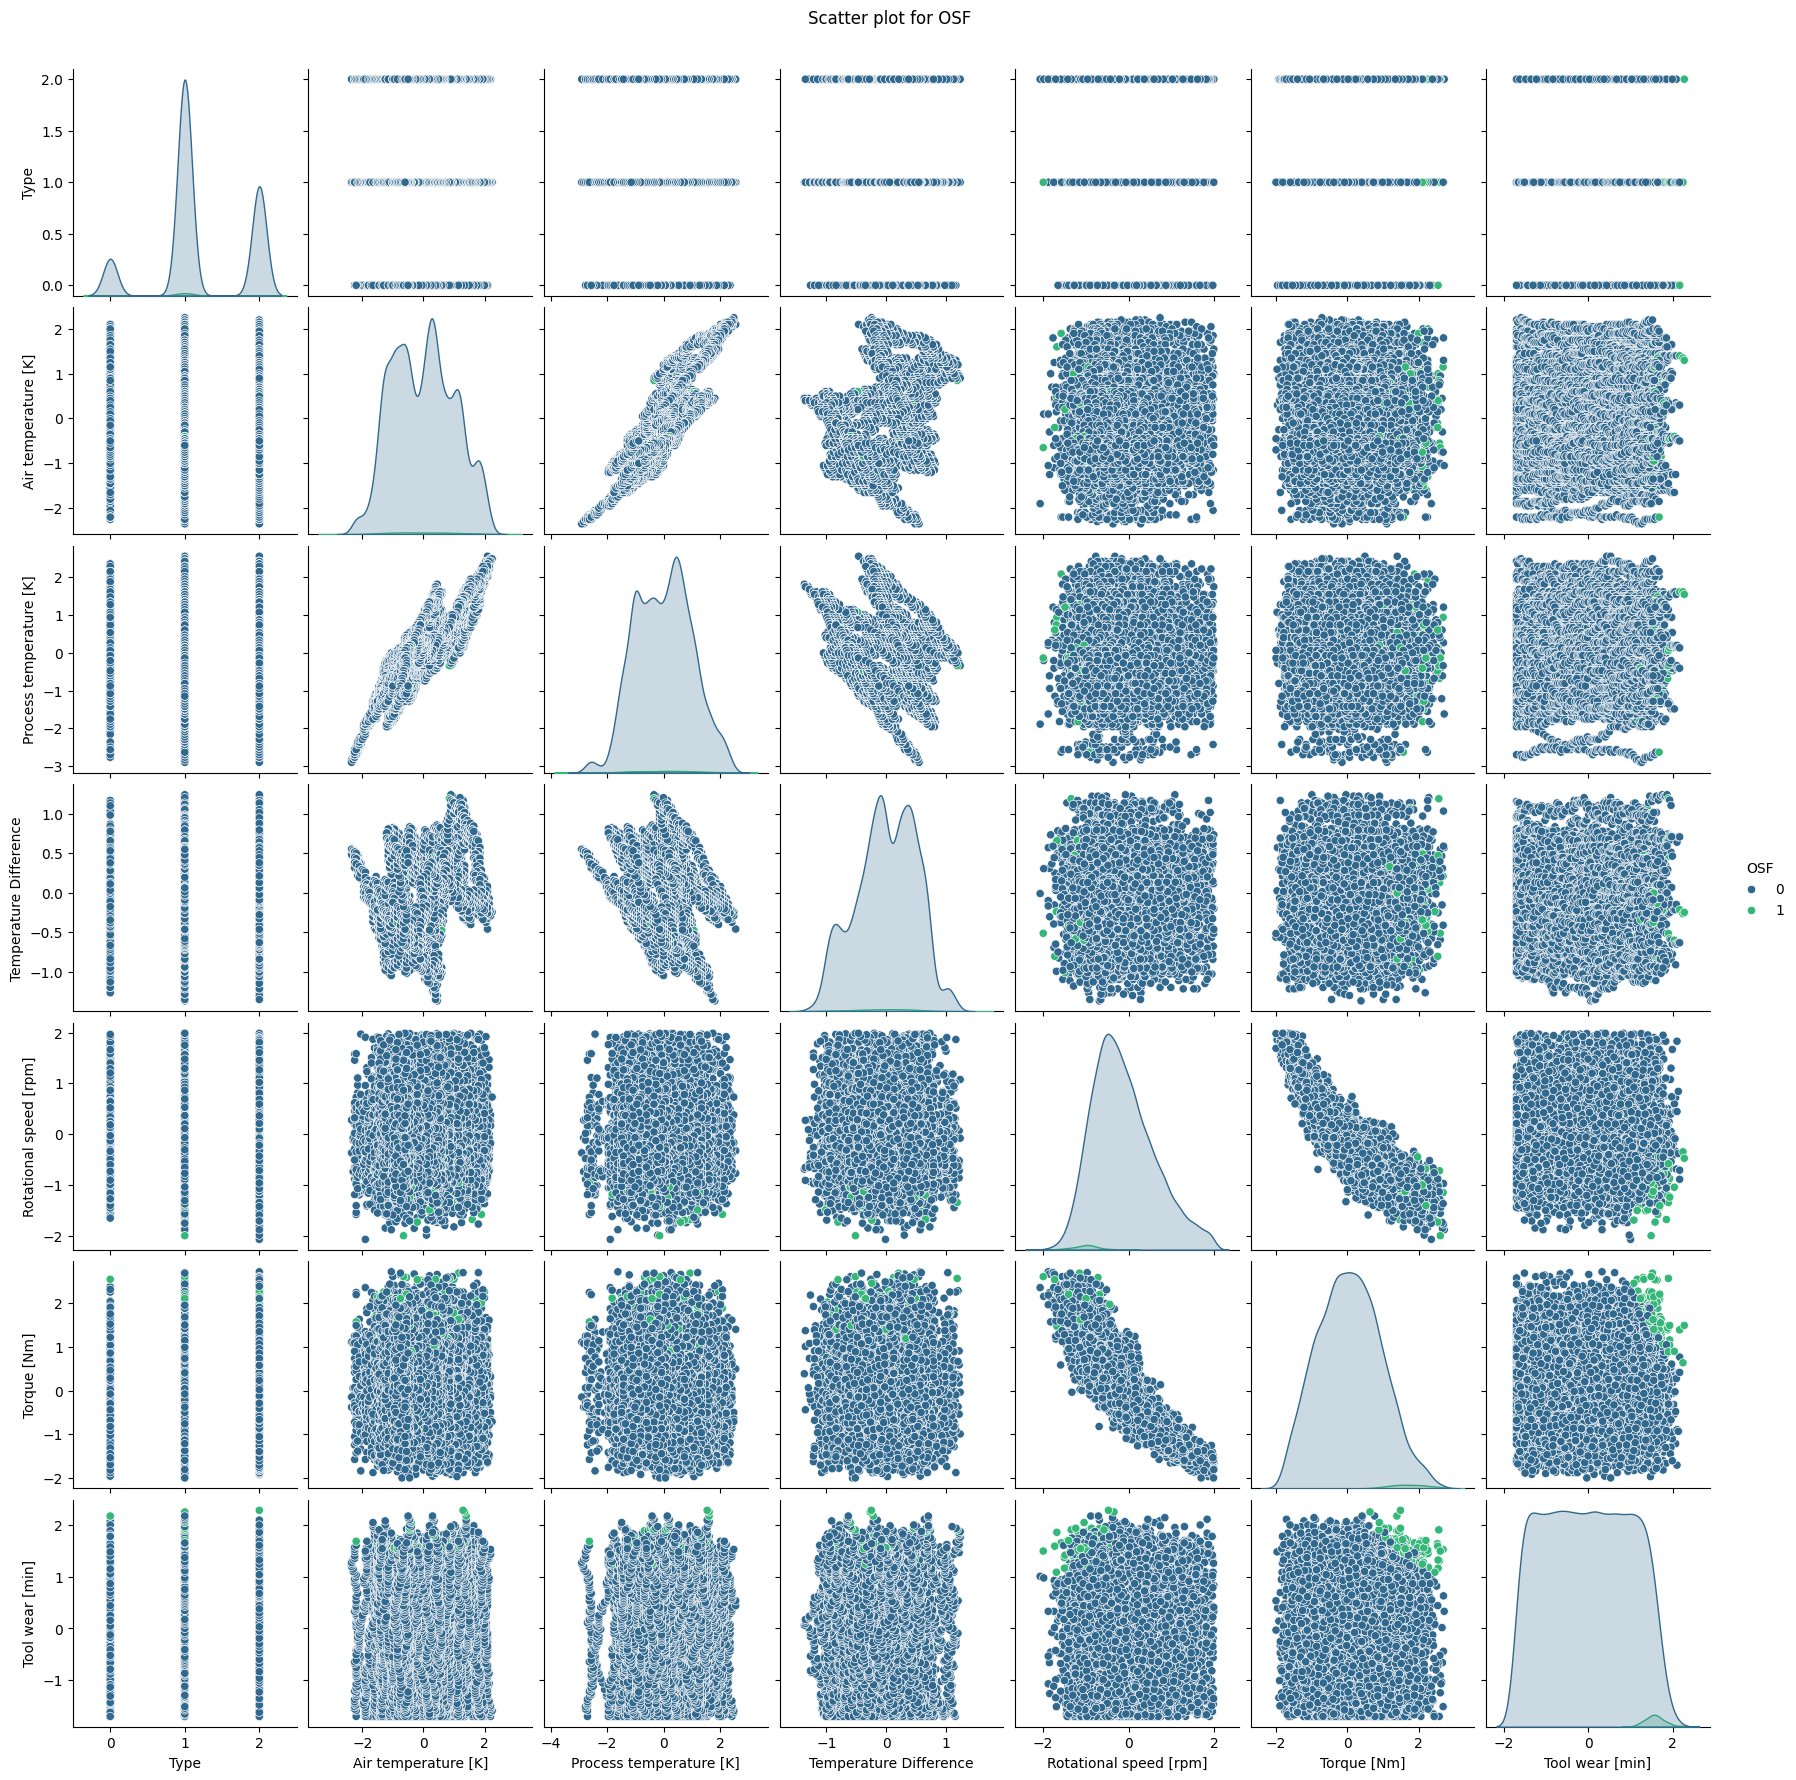 Scatter plot for OSF
2.0
1.5
1.0
0.5
0.0
Type
2
1
0
−1
−2
Air temperature [K]
2
1
0
−1
−2
−3
Process temperature [K]
1.0
0.5
0.0
−0.5
−1.0
Temperature Difference
OSF
0
1
2
1
0
−1
−2
Rotational speed [rpm]
2
1
0
−1
−2
Torque [Nm]
2
1
0
−1
Tool wear [min]
0 1 2
−2 0 2
−4 −2 0 2
−1 0 1
−2 0 2
−2 0 2
−2 0 2
Type
Air temperature [K]
Process temperature [K]
Temperature Difference
Rotational speed [rpm]
Torque [Nm]
Tool wear [min]